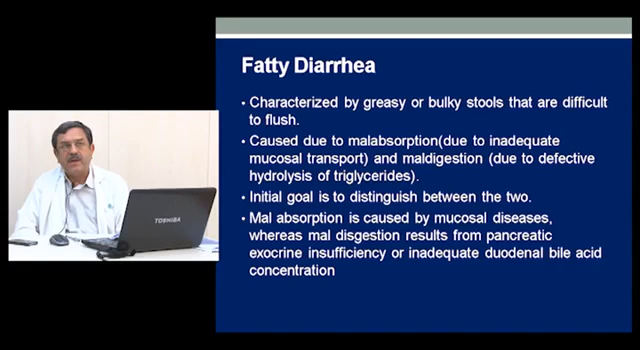 Fatty Diarrhea
• Characterized by greasy or bulky stools that are difficult
to flush.
• Caused due to malabsorption(due to inadequate
mucosal transport) and maldigestion (due to defective
hydrolysis of triglycerides).
• Initial goal is to distinguish between the two.
• Mal absorption is caused by mucosal diseases,
whereas mal disgestion results from pancreatic
exocrine insufficiency or inadequate duodenal bile acid
concentration
TOSHIBA